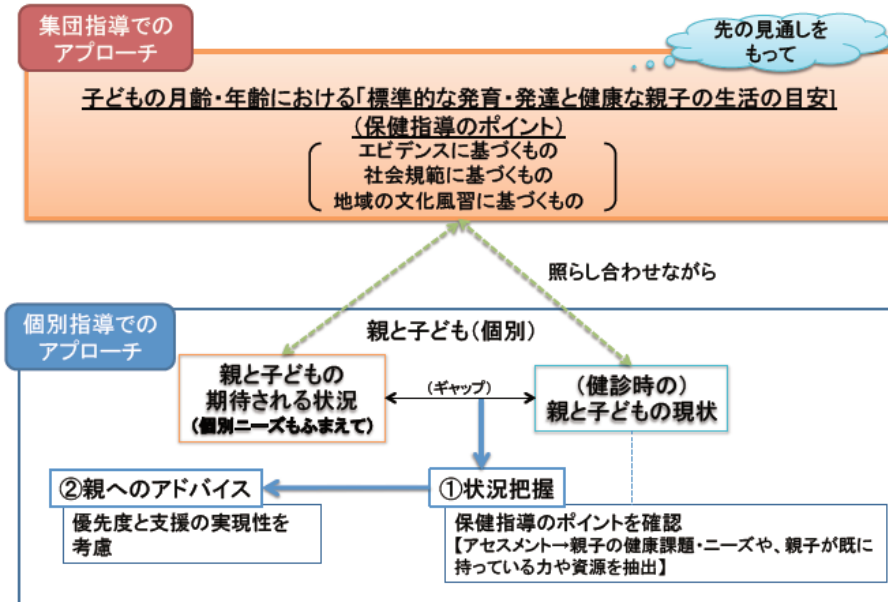 集団指導での
アプローチ
先の見通しを
もって
子どもの月齢・年齢における「標準的な発育・発達と健康な親子の生活の目安]
（保健指導のポイント）
エビデンスに基づくもの
社会規範に基づくもの
地域の文化風習に基づくもの
照らし合わせながら
個別指導での
アプローチ
親と子ども（個別）
親と子どもの
期待される状況
（個別ニーズもふまえて）
（ギャップ）
（健診時の）
親と子どもの現状
②親へのアドバイス
優先度と支援の実現性を
考慮
①状況把握
保健指導のポイントを確認
【アセスメント→親子の健康課題・ニーズや、親子が既に
持っている力や資源を抽出】